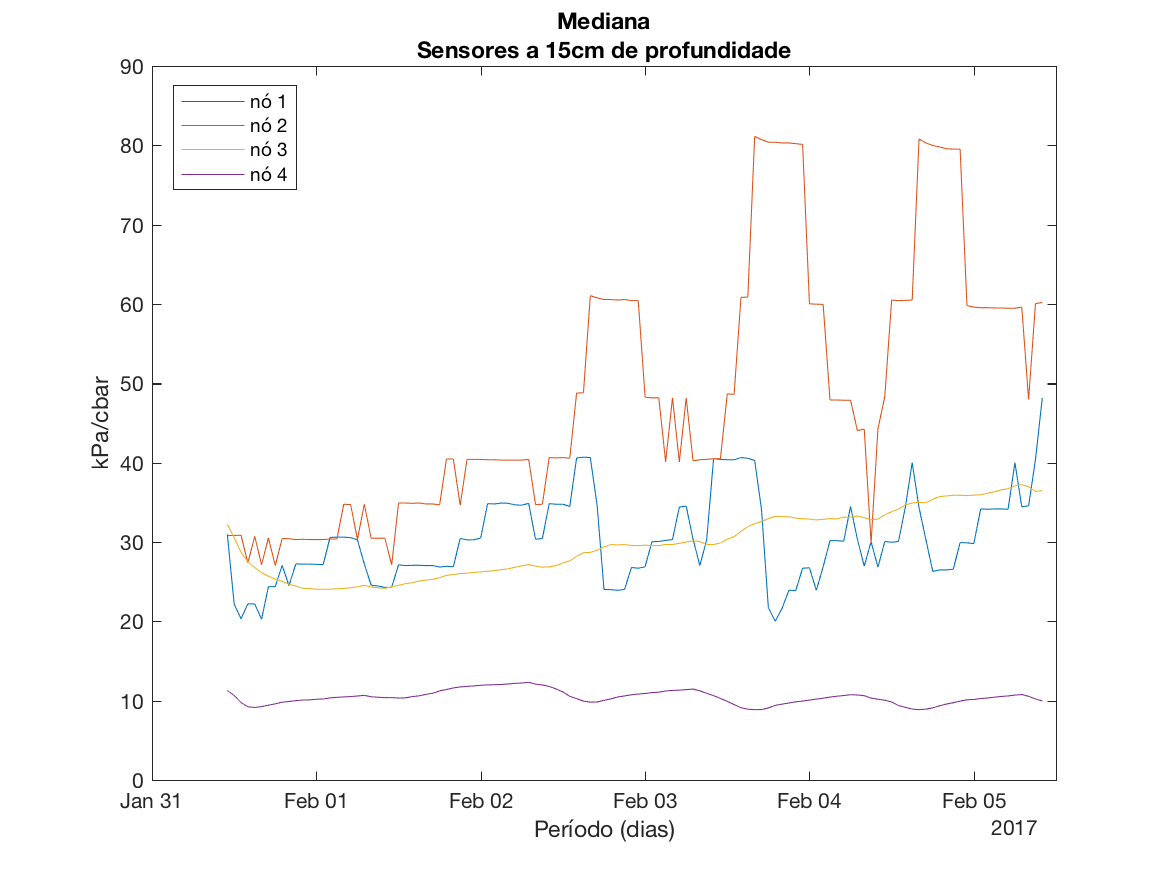 Mediana
Sensores a 15cm de profundidade
90
80
70
60
50
40
30
20
10
0
kPa/cbar
nó 1
nó 2
nó 3
nó 4
Jan 31
Feb 01
Feb 02
Feb 03
Feb 04
Feb 05
2017
Período (dias)